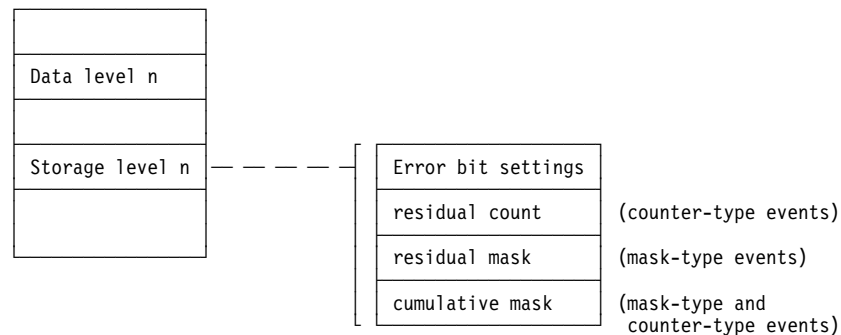 Data level n
Storage level n
Error bit settings
residual count (counter-type events)
residual mask (mask-type events)
cumulative mask (mask-type and
counter-type events)